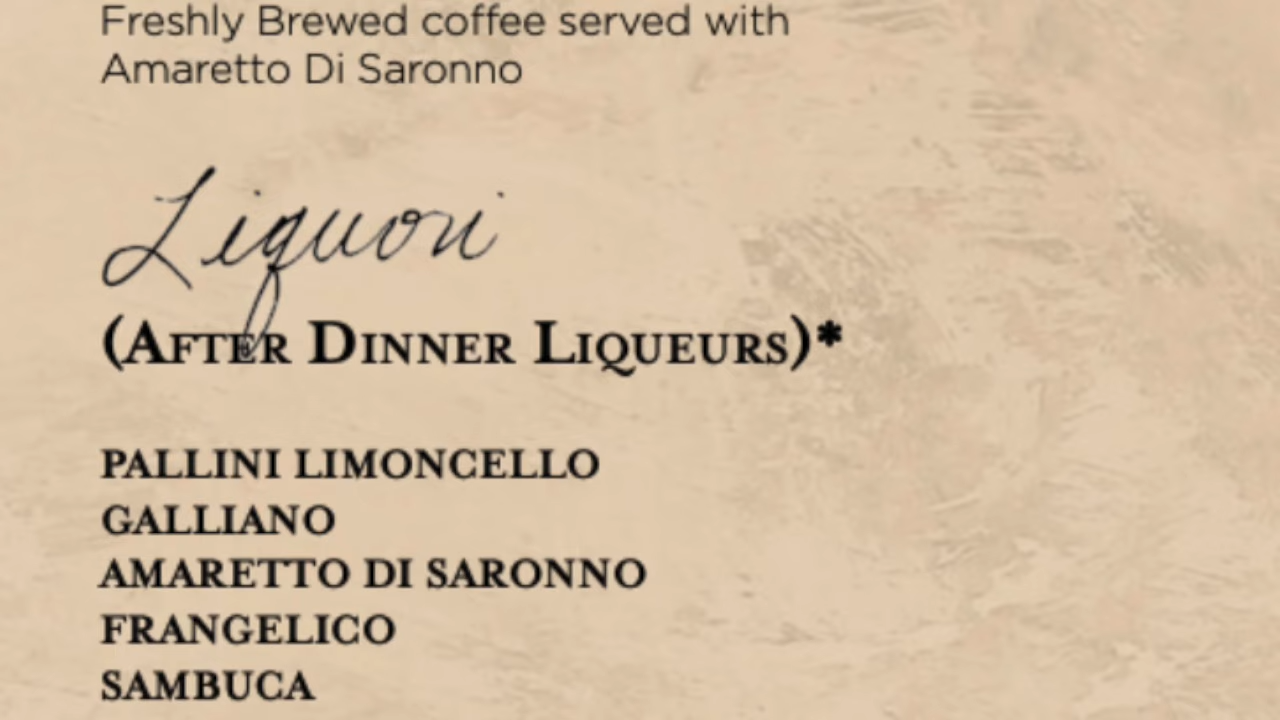 Freshly Brewed coffee served with
Amaretto Di Saronno
Liquori
(After Dinner Liqueurs)*
PALLINI LIMONCELLO
GALLIANO
AMARETTO DI SARONNO
FRANGELICO
SAMBUCA